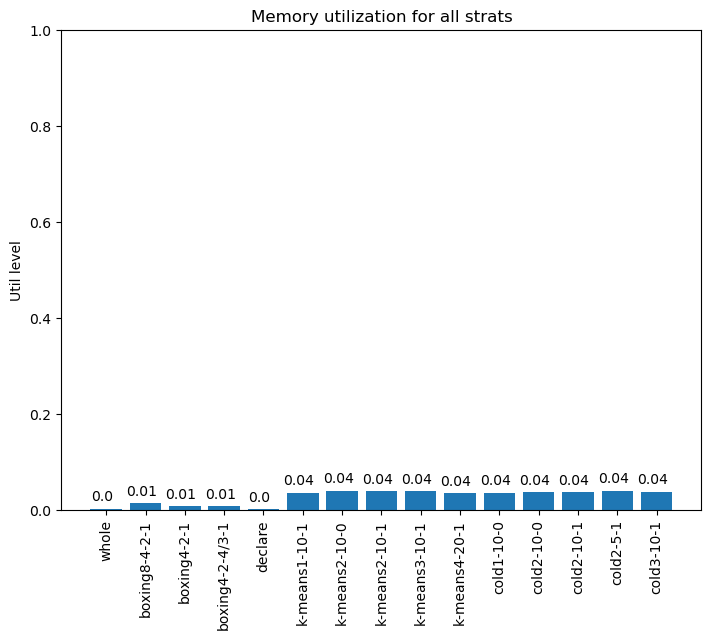 Memory utilization for all strats
1.0
0.8
0.6
0.4
0.2
0.0
Util level
0.0
0.01
0.01
0.01
0.0
0.04
0.04
0.04
0.04
0.04
0.04
0.04
0.04
0.04
0.04
whole
boxing8-4-2-1
boxing4-2-1
boxing4-2-4/3-1
declare
k-means1-10-1
k-means2-10-0
k-means2-10-1
k-means3-10-1
k-means4-20-1
cold1-10-0
cold2-10-0
cold2-10-1
cold2-5-1
cold3-10-1